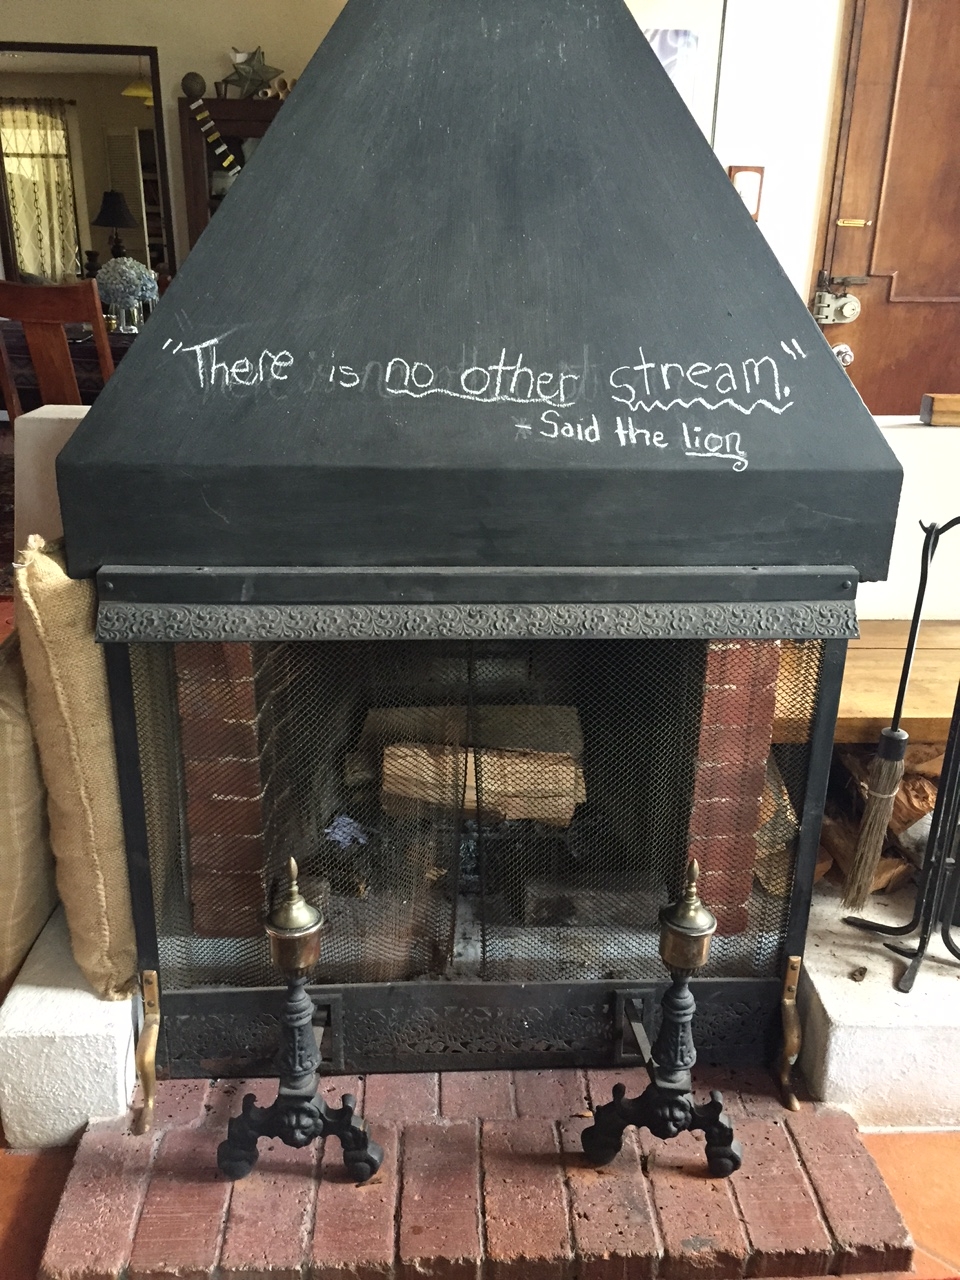 "There is no other stream."
- Said the lion